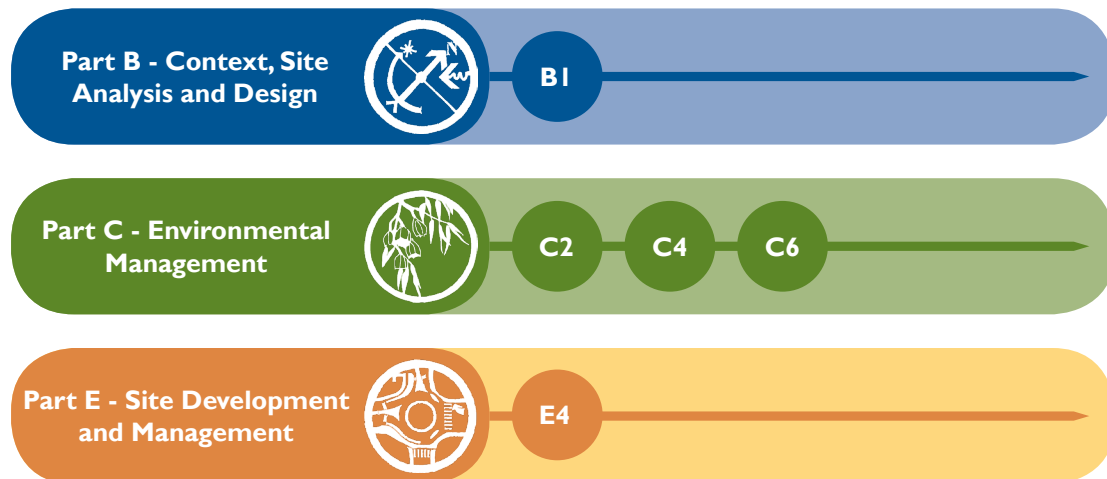 Part B - Context, Site
Analysis and Design
N
B1
Part C - Environmental
Management
C2
C4
C6
Part E - Site Development
and Management
E4